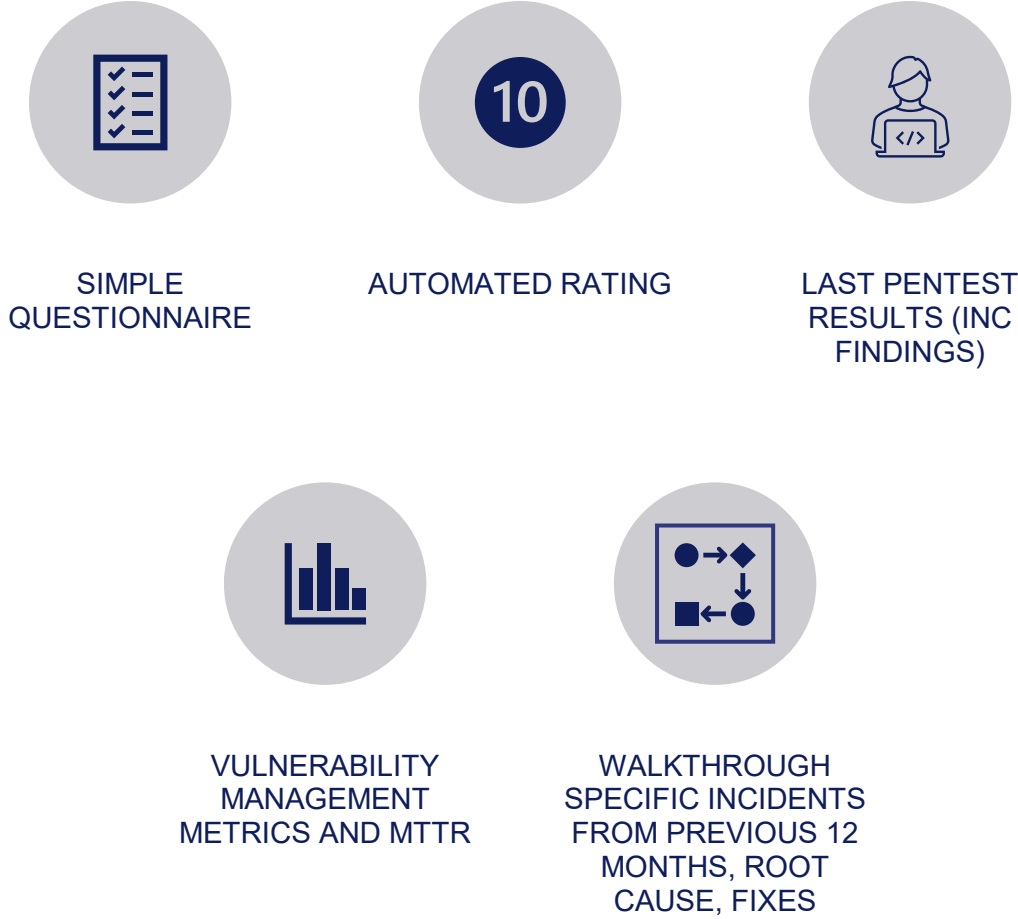 10
</>
SIMPLE
QUESTIONNAIRE
AUTOMATED RATING
LAST PENTEST
RESULTS (INC
FINDINGS)
VULNERABILITY
MANAGEMENT
METRICS AND MTTR
WALKTHROUGH
SPECIFIC INCIDENTS
FROM PREVIOUS 12
MONTHS, ROOT
CAUSE, FIXES